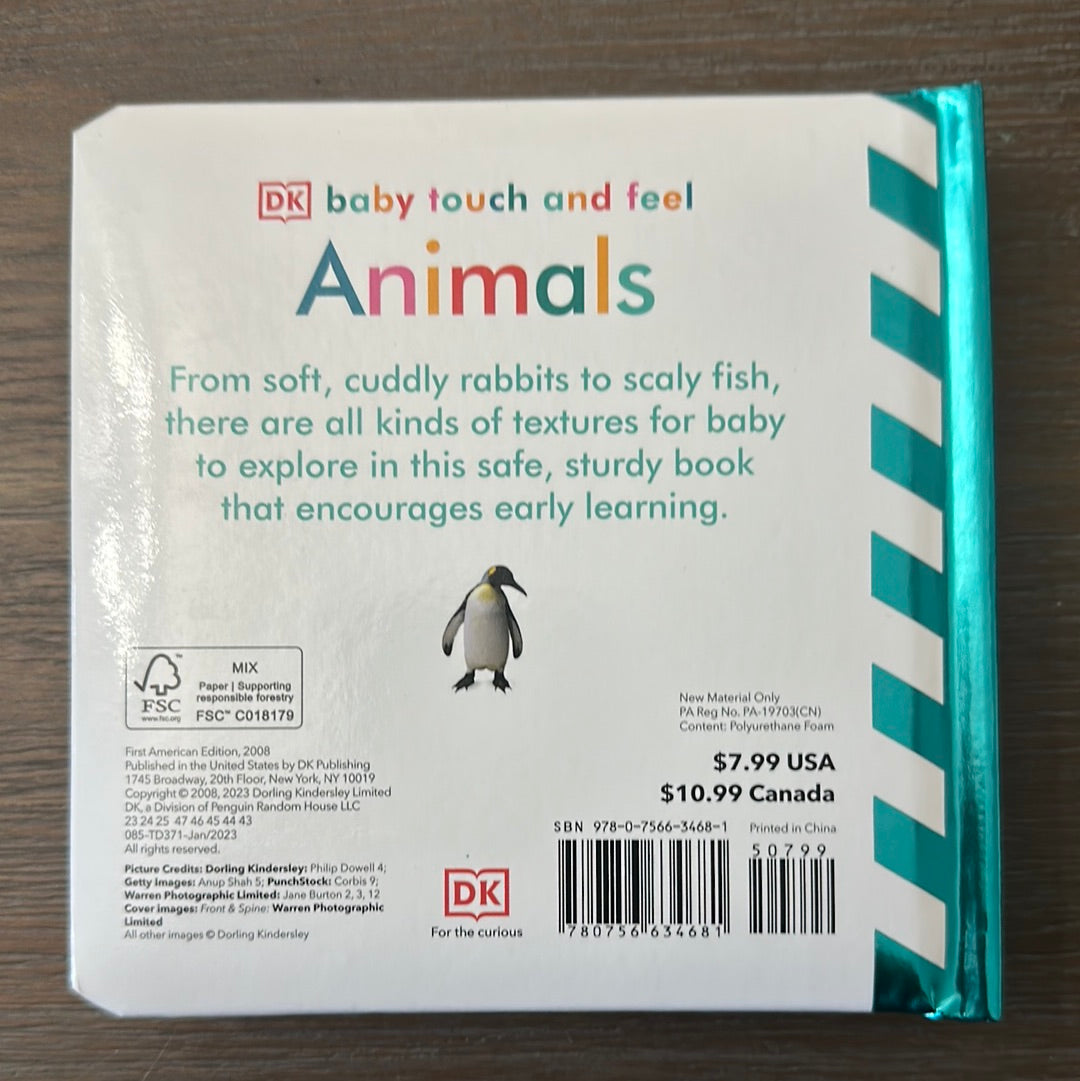 DK baby touch and feel
Animals
From soft, cuddly rabbits to scaly fish,
there are all kinds of textures for baby
to explore in this safe, sturdy book
that encourages early learning.
FSC
www.fsc.org
™
MIX
Paper | Supporting
responsible forestry
FSC™ C018179
First American Edition, 2008
Published in the United States by DK Publishing
1745 Broadway, 20th Floor, New York, NY 10019
Copyright © 2008, 2023 Dorling Kindersley Limited
DK, a Division of Penguin Random House LLC
23 24 25 47 46 45 44 43
085-TD371-Jan/2023
All rights reserved.
Picture Credits: Dorling Kindersley: Philip Dowell 4;
Getty Images: Anup Shah 5; PunchStock: Corbis 9;
Warren Photographic Limited: Jane Burton 2, 3, 12
Cover images: Front & Spine: Warren Photographic
Limited
All other images © Dorling Kindersley
DK
For the curious
New Material Only
PA Reg No. PA-19703(CN)
Content: Polyurethane Foam
$7.99 USA
$10.99 Canada
SBN 978-0-7566-3468-1
Printed in China
50799
780756 634681